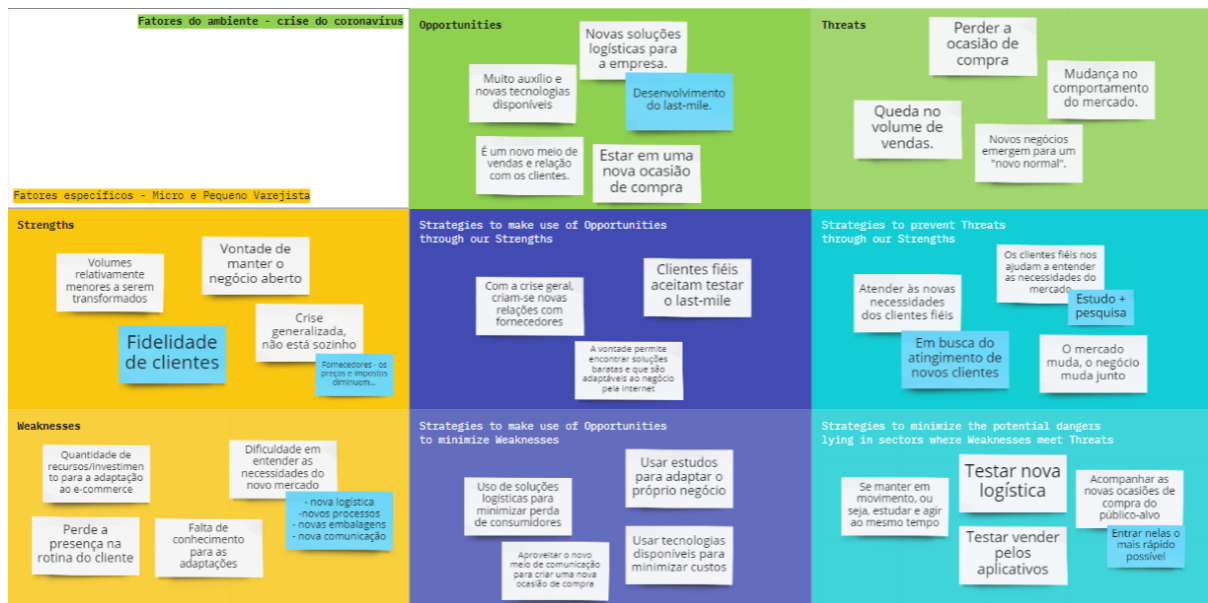 Fatores do ambiente - crise do coronavírus
Fatores específicos - Micro e Pequeno Varejista
Opportunities
Novas soluções
logísticas para
a empresa.
Muito auxílio e
novas tecnologias
disponíveis
Desenvolvimento
do last-mile.
É um novo meio de
vendas e relação
com os clientes.
Estar em uma
nova ocasião
de compra
Threats
Perder a
ocasião de
compra
Mudança no
comportamento
do mercado.
Queda no
volume de
vendas.
Novos negócios
emergem para um
"novo normal".
Strengths
Volumes
relativamente
menores a serem
transformados
Vontade de
manter o
negócio aberto
Fidelidade
de clientes
Crise
generalizada,
não está sozinho
Fornecedores - os
preços e impostos
diminuem...
Strategies to make use of Opportunities
through our Strengths
Com a crise geral,
criam-se novas
relações com
fornecedores
Clientes fiéis
aceitam testar
o last-mile
A vontade permite
encontrar soluções
baratas e que são
adaptáveis ao negócio
pela internet
Strategies to prevent Threats
through our Strengths
Os clientes fiéis nos
ajudam a entender
as necessidades do
mercado
Estudo +
pesquisa
Atender às novas
necessidades
dos clientes fiéis
Em busca do
atingimento de
novos clientes
O mercado
muda, o negócio
muda junto
Weaknesses
Quantidade de
recursos/investimen
to para a adaptação
ao e-commerce
Dificuldade em
entender as
necessidades do
novo mercado
- nova logística
-novos processos
- novas embalagens
- nova comunicação
Perde a
presença na
rotina do cliente
Falta de
conhecimento
para as
adaptações
Strategies to make use of Opportunities
to minimize Weaknesses
Uso de soluções
logísticas para
minimizar perda
de consumidores
Usar estudos
para adaptar o
próprio negócio
Aproveitar o novo
meio de comunicação
para criar uma nova
ocasião de compra
Usar tecnologias
disponíveis para
minimizar custos
Strategies to minimize the potential dangers
lying in sectors where Weaknesses meet Threats
Se manter em
movimento, ou
seja, estudar e agir
ao mesmo tempo
Testar nova
logística
Acompanhar as
novas ocasiões de
compra do
público-alvo
Entrar nelas o
mais rápido
possível
Testar vender
pelos
aplicativos